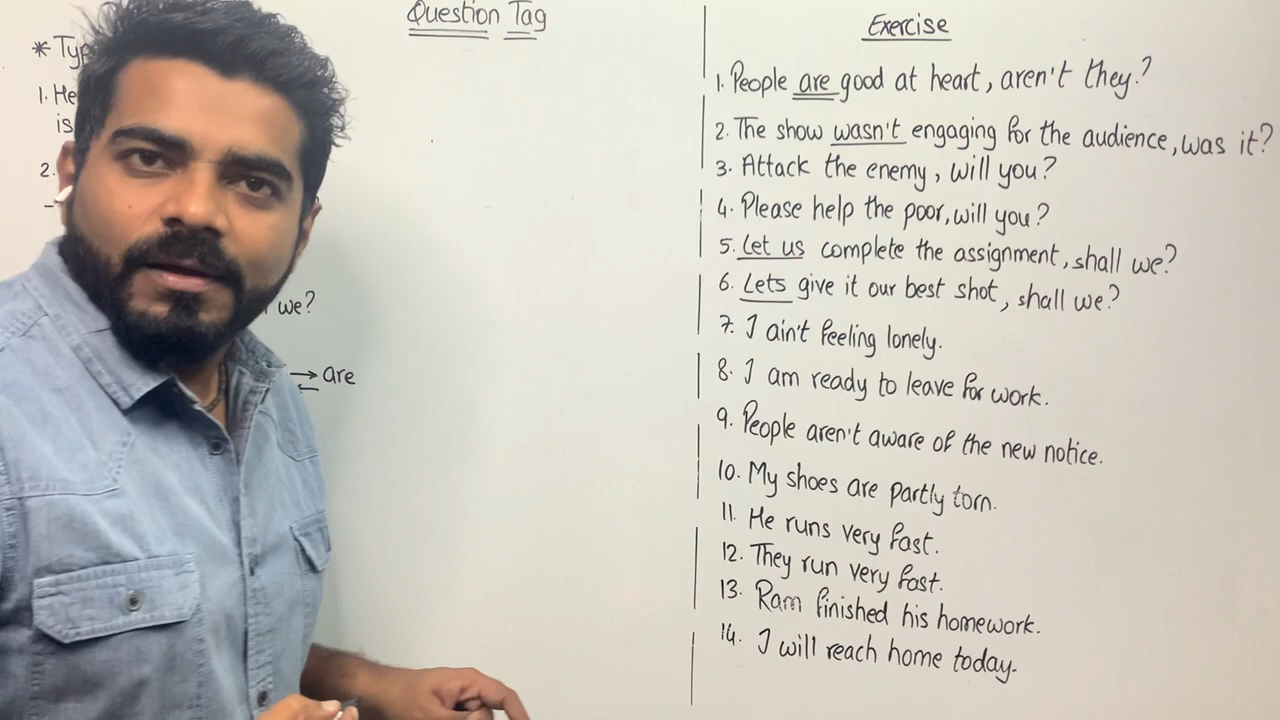 Question Tag
* Typ
1. He
is
2.
we?
→ are
Exercise
1. People are good at heart, aren't they?
2. The show wasn't engaging for the audience, was it?
3. Attack the enemy, will you?
4. Please help the poor, will you?
5. Let us complete the assignment, shall we?
6. Lets give it our best shot, shall we?
7. I ain't feeling lonely.
8. I am ready to leave for work.
9. People aren't aware of the new notice.
10. My shoes are partly torn.
11. He runs very fast.
12. They run very fast.
13. Ram finished his homework.
14. I will reach home today.